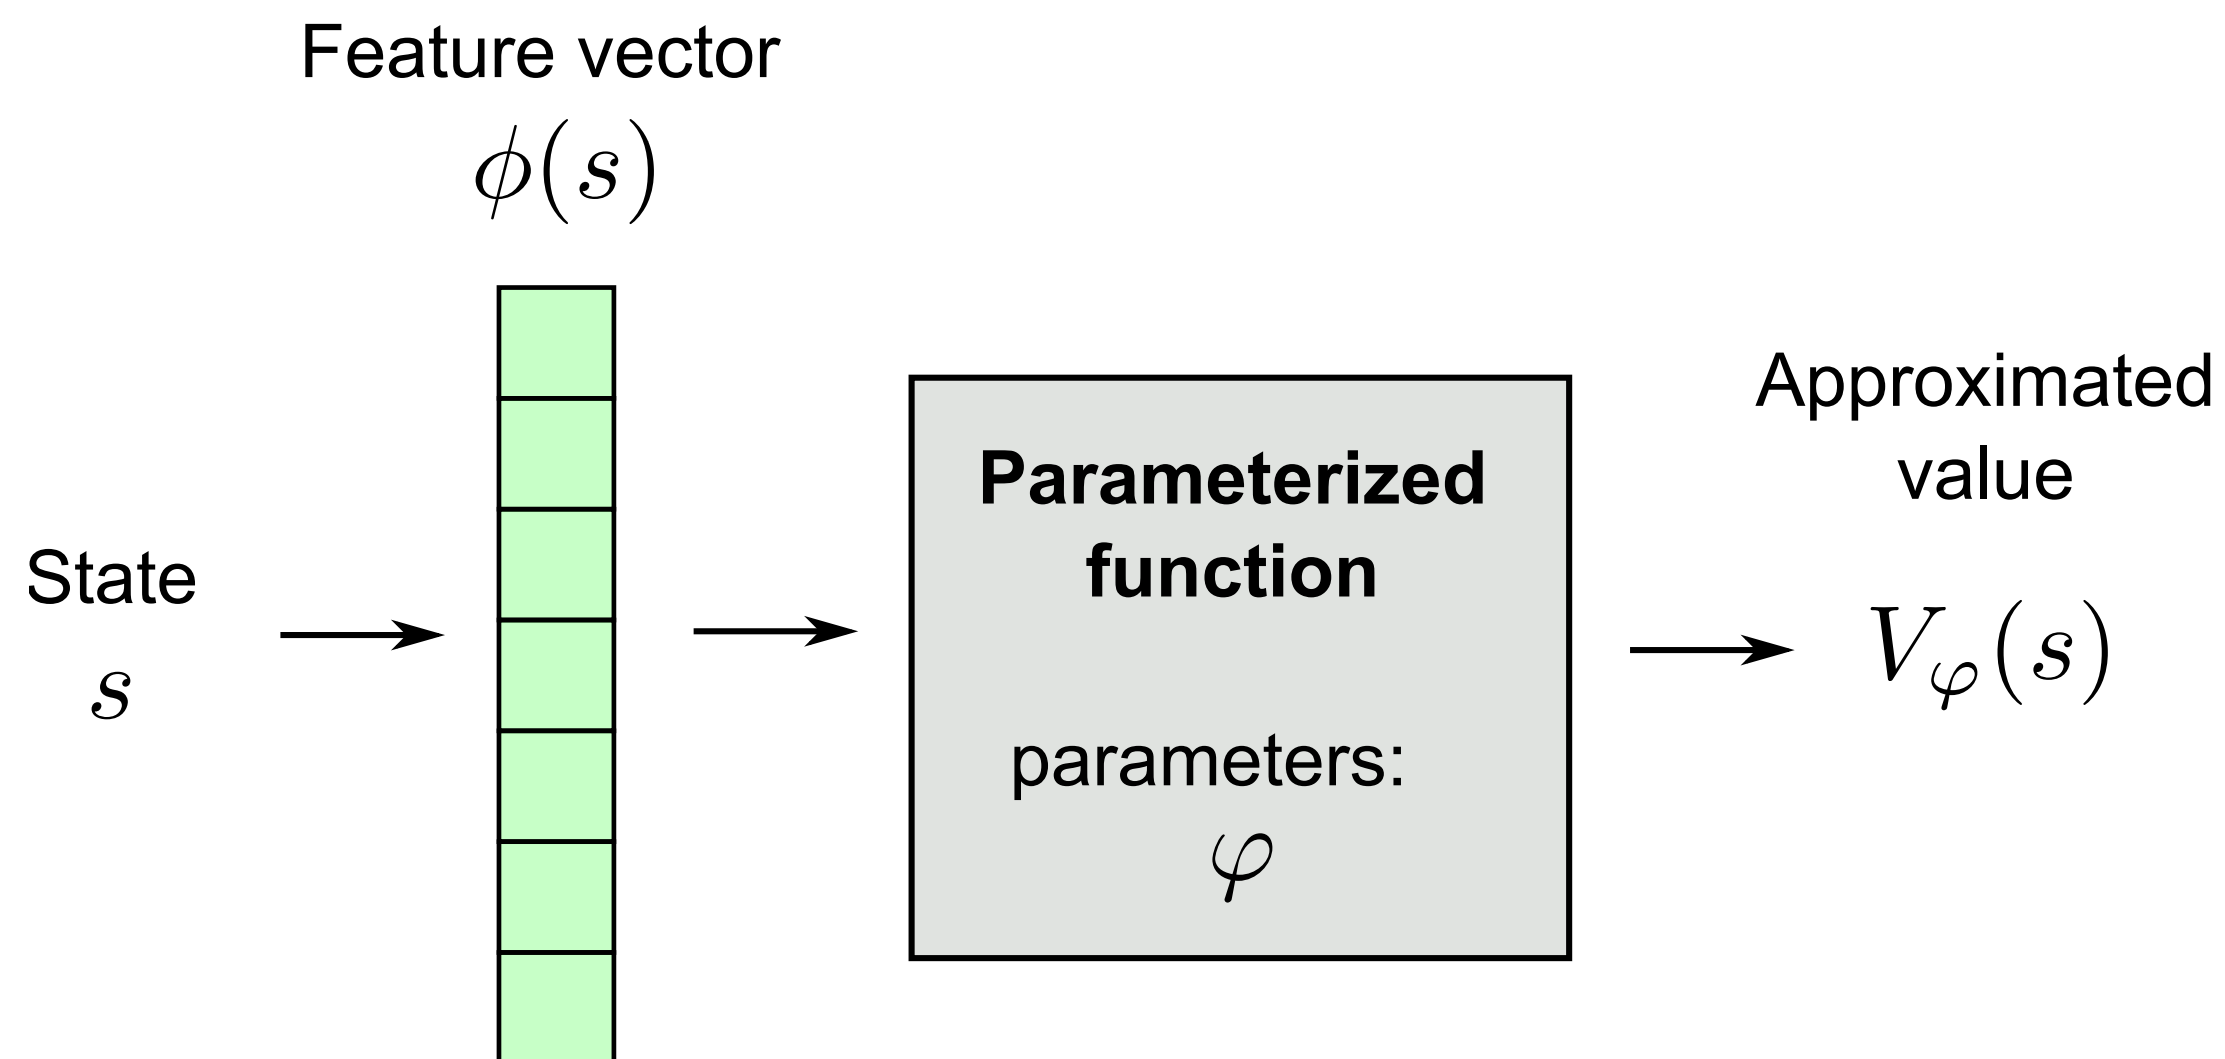 Feature vector
ϕ(s)
State
s
Parameterized
function
parameters:
φ
Approximated
value
V_φ(s)